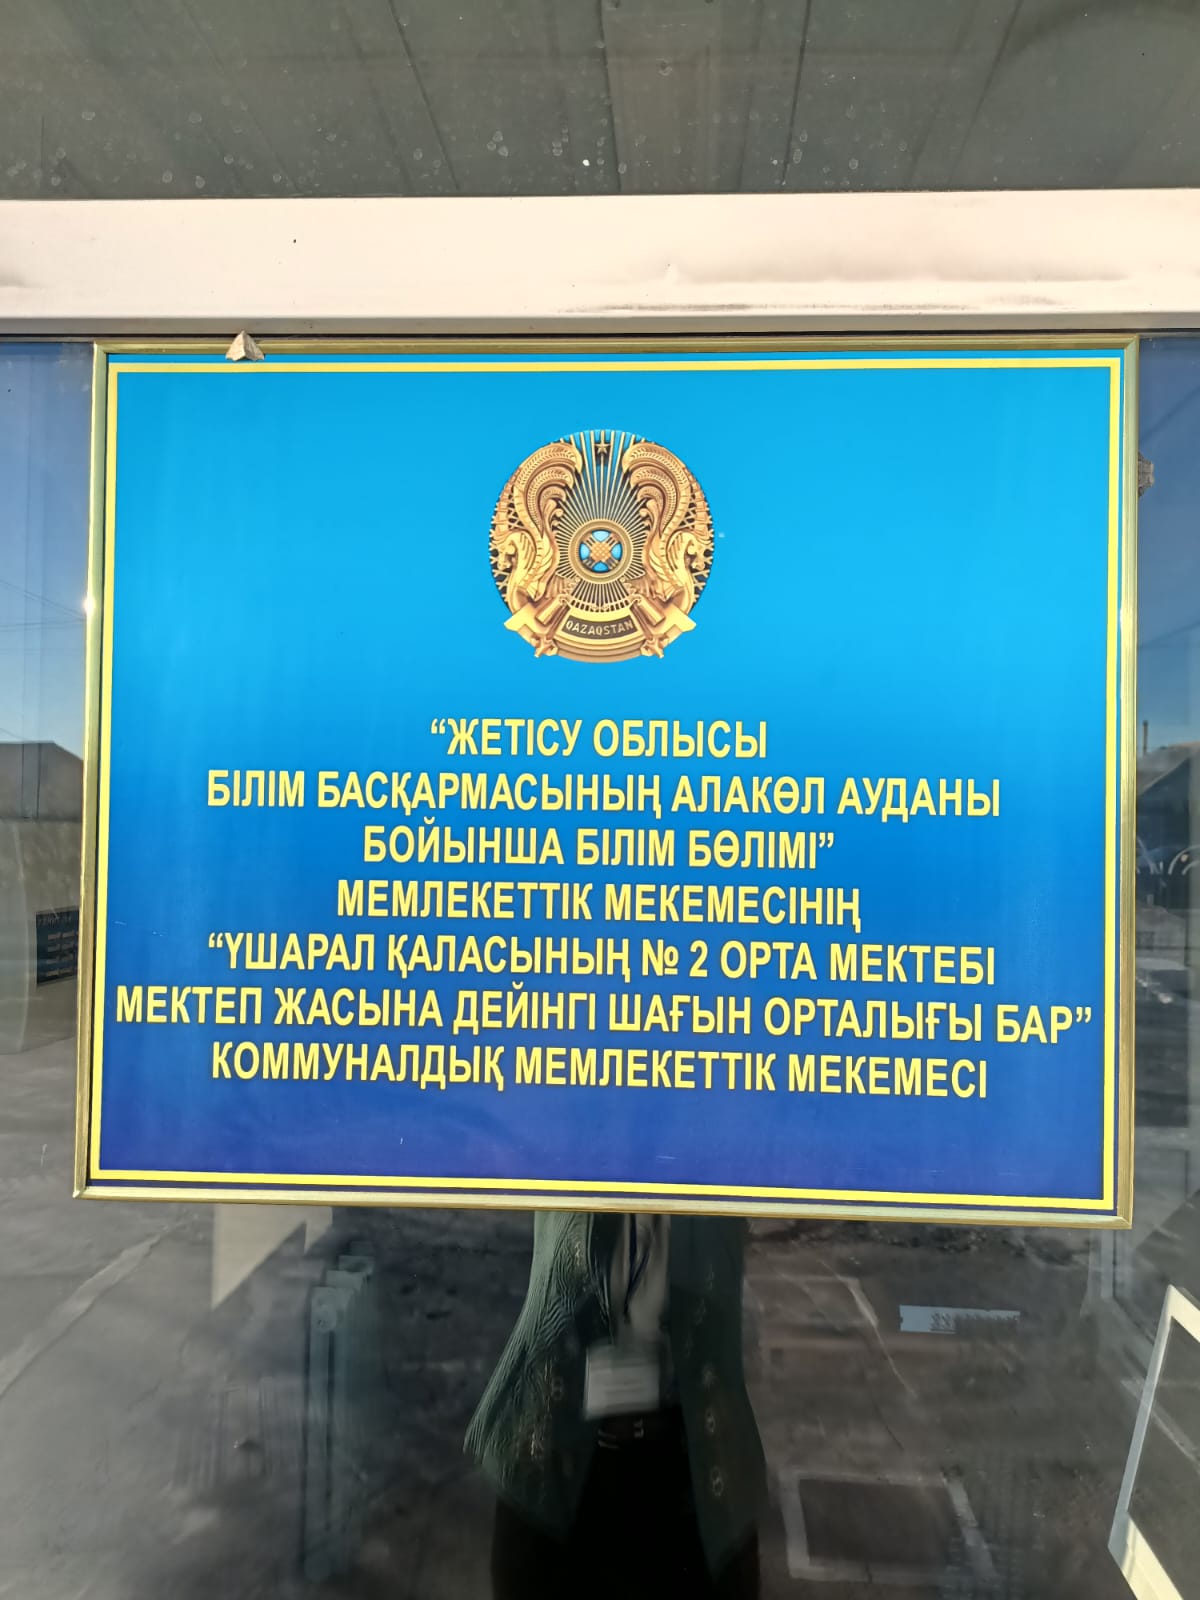 QAZAQSTAN
“ЖЕТІСУ ОБЛЫСЫ
БІЛІМ БАСҚАРМАСЫНЫҢ АЛАКӨЛ АУДАНЫ
БОЙЫНША БІЛІМ БӨЛІМІ”
МЕМЛЕКЕТТІК МЕКЕМЕСІНІҢ
“ҮШАРАЛ ҚАЛАСЫНЫҢ № 2 ОРТА МЕКТЕБІ
МЕКТЕП ЖАСЫНА ДЕЙІНГІ ШАҒЫН ОРТАЛЫҒЫ БАР”
КОММУНАЛДЫҚ МЕМЛЕКЕТТІК МЕКЕМЕСІ